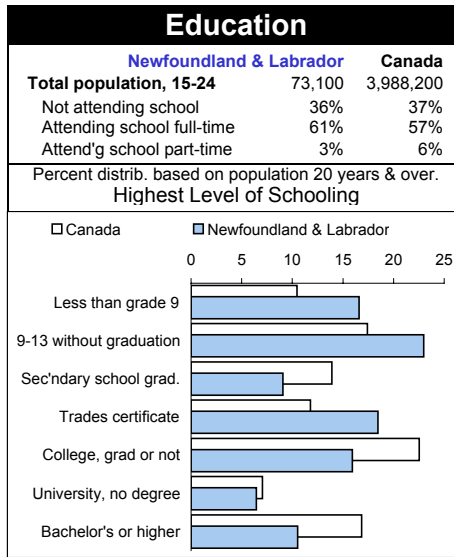 Education
Newfoundland & Labrador Canada
Total population, 15-24 73,100 3,988,200
Not attending school 36% 37%
Attending school full-time 61% 57%
Attend'g school part-time 3% 6%
Percent distrib. based on population 20 years & over.
Highest Level of Schooling
Canada Newfoundland & Labrador
0 5 10 15 20 25
Less than grade 9
9-13 without graduation
Sec'ndary school grad.
Trades certificate
College, grad or not
University, no degree
Bachelor's or higher